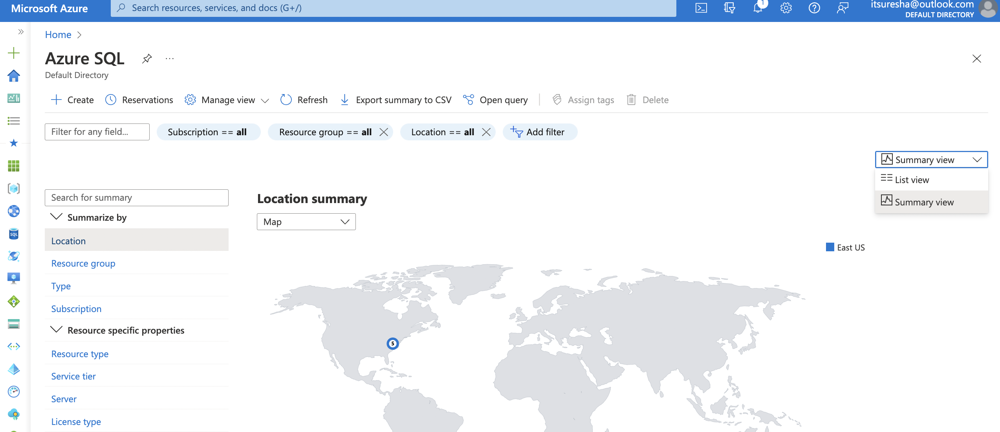 Microsoft Azure
Search resources, services, and docs (G+/)
1
itsuresha@outlook.com
DEFAULT DIRECTORY
Home
Azure SQL
Default Directory
Create
Reservations
Manage view
Refresh
Export summary to CSV
Open query
Assign tags
Delete
Filter for any field...
Subscription == all
Resource group == all
Location == all
Add filter
Summary view
List view
Summary view
Search for summary
Summarize by
Location
Resource group
Type
Subscription
Resource specific properties
Resource type
Service tier
Server
License type
Location summary
Map
East US
5
SQL